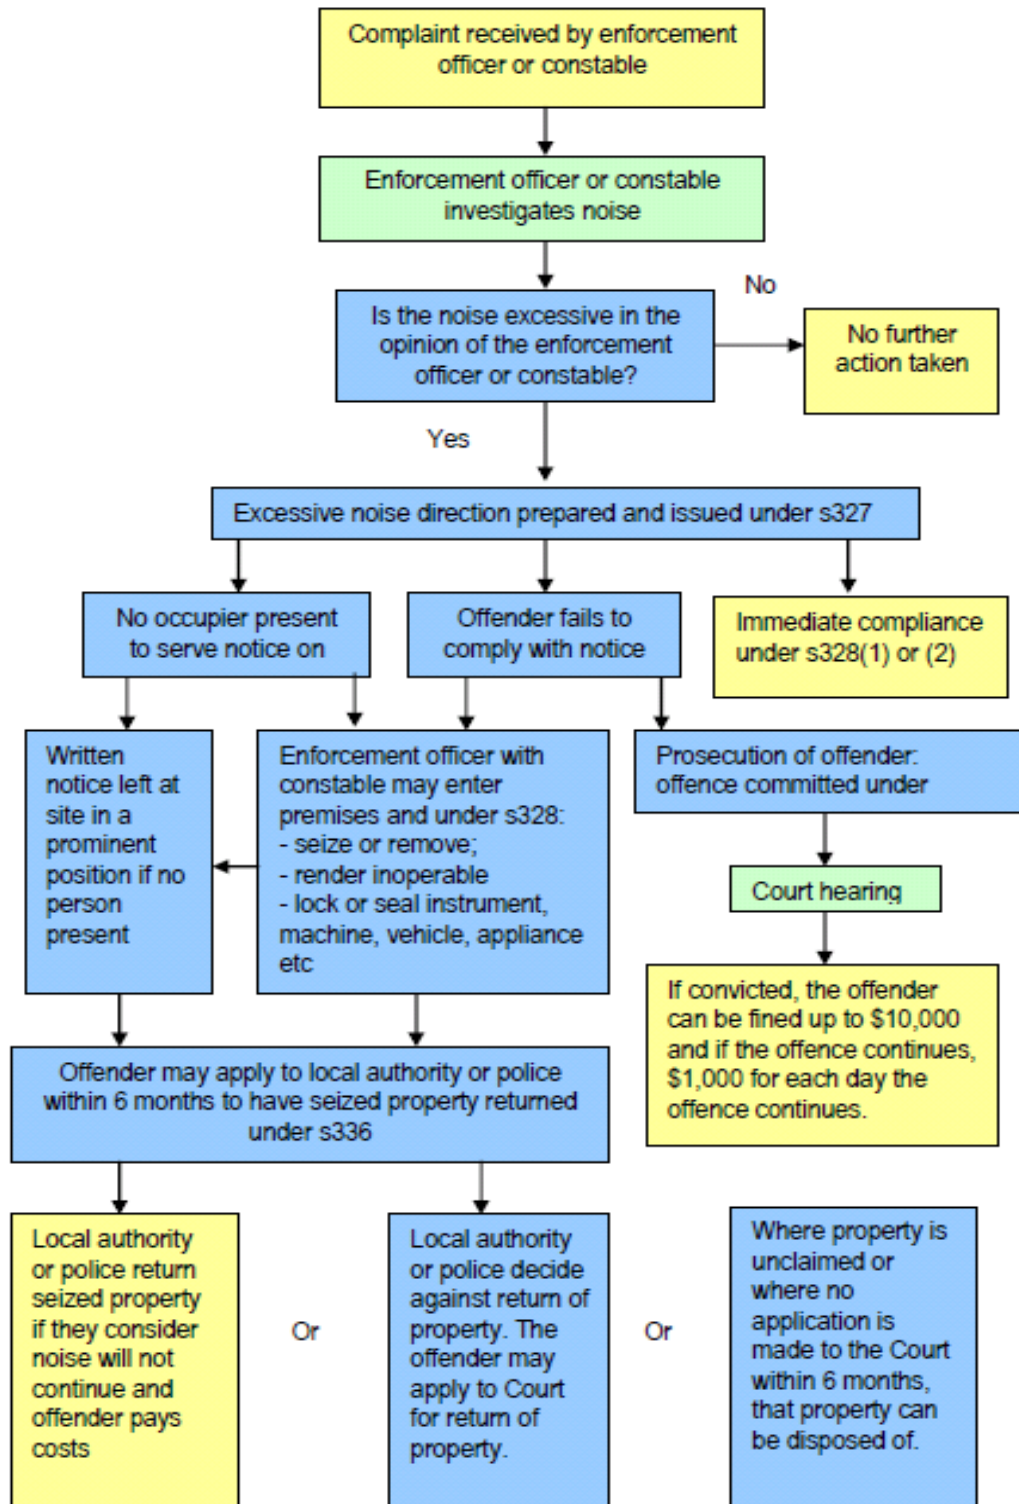 Complaint received by enforcement
officer or constable
Enforcement officer or constable
investigates noise
Is the noise excessive in the
opinion of the enforcement
officer or constable?
No
No further
action taken
Yes
Excessive noise direction prepared and issued under s327
No occupier present
to serve notice on
Offender fails to
comply with notice
Immediate compliance
under s328(1) or (2)
Written
notice left at
site in a
prominent
position if no
person
present
Enforcement officer with
constable may enter
premises and under s328:
- seize or remove;
- render inoperable
- lock or seal instrument,
machine, vehicle, appliance
etc
Prosecution of offender:
offence committed under
Court hearing
If convicted, the offender
can be fined up to $10,000
and if the offence continues,
$1,000 for each day the
offence continues.
Offender may apply to local authority or police
within 6 months to have seized property returned
under s336
Local authority
or police return
seized property
if they consider
noise will not
continue and
offender pays
costs
Or
Local authority
or police decide
against return of
property. The
offender may
apply to Court
for return of
property.
Or
Where property is
unclaimed or
where no
application is
made to the Court
within 6 months,
that property can
be disposed of.